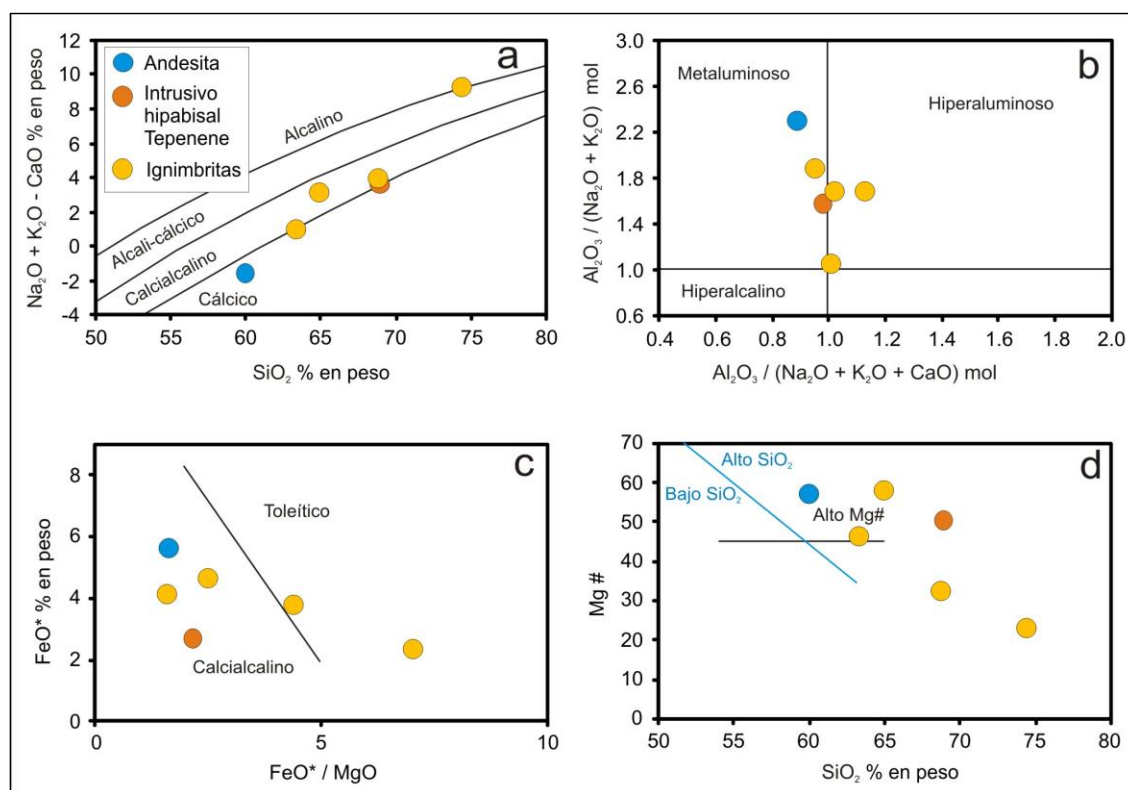 a
12
10
8
6
4
2
0
-2
-4
Na₂O + K₂O - CaO % en peso
Andesita
Intrusivo
hipabisal
Tepenene
Ignimbritas
Alcalino
Alcali-cálcico
Calcialcalino
Cálcico
50 55 60 65 70 75 80
SiO₂ % en peso
b
3.0
2.6
2.2
1.8
1.4
1.0
0.6
Al₂O₃ / (Na₂O + K₂O) mol
Metaluminoso
Hiperaluminoso
Hiperalcalino
0.4 0.6 0.8 1.0 1.2 1.4 1.6 1.8 2.0
Al₂O₃ / (Na₂O + K₂O + CaO) mol
c
8
6
4
2
0
FeO* % en peso
Toleítico
Calcialcalino
0 5 10
FeO* / MgO
d
70
60
50
40
30
20
10
0
Mg #
Alto SiO₂
Bajo SiO₂
Alto Mg#
50 55 60 65 70 75 80
SiO₂ % en peso